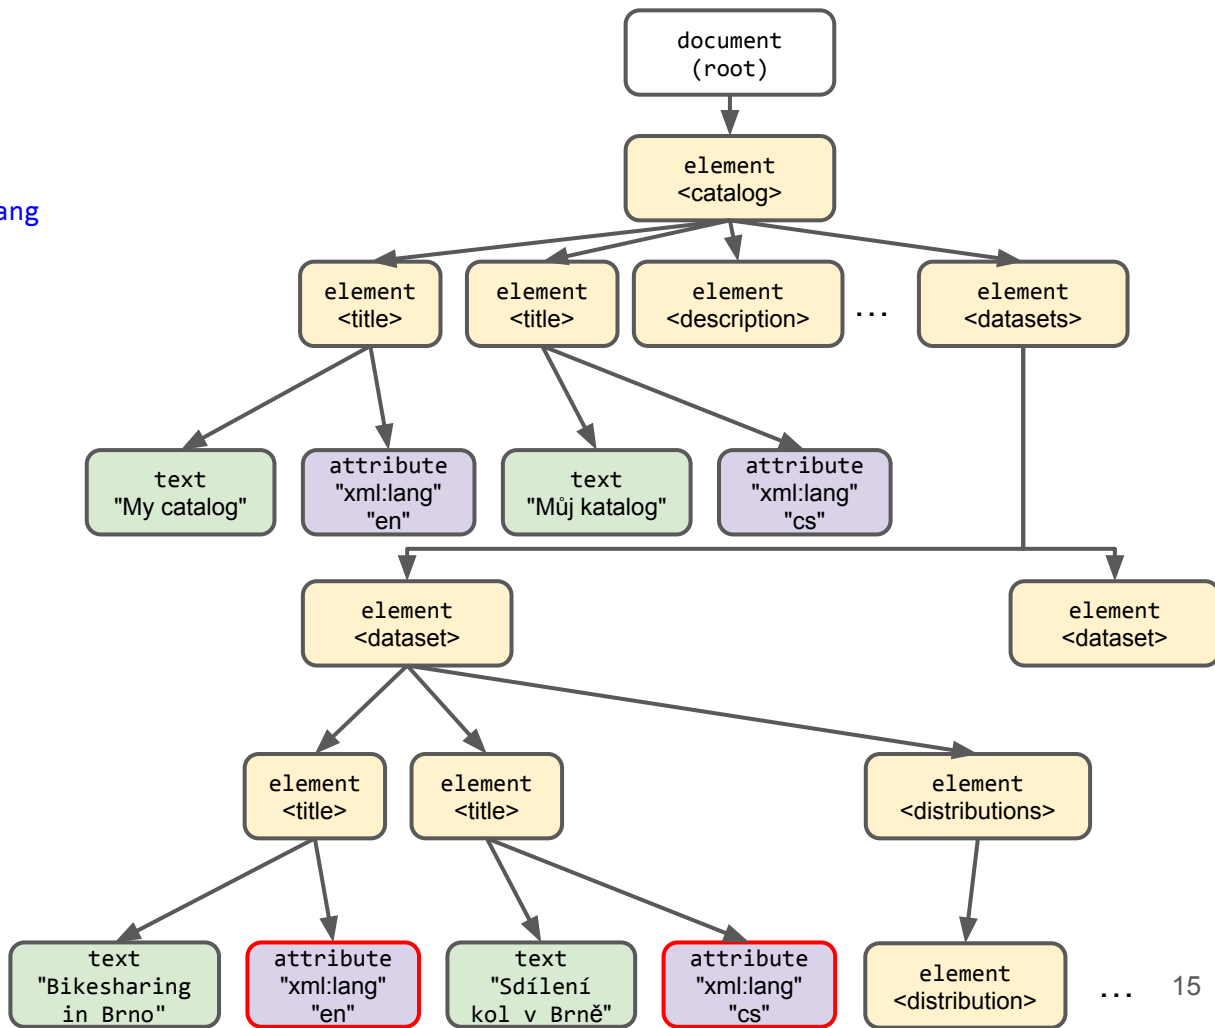 document
(root)
element
<catalog>
ang
element
<title>
element
<title>
element
<description>
...
element
<datasets>
text
"My catalog"
attribute
"xml:lang"
"en"
text
"Můj katalog"
attribute
"xml:lang"
"cs"
element
<dataset>
element
<dataset>
element
<title>
element
<title>
element
<distributions>
text
"Bikesharing
in Brno"
attribute
"xml:lang"
"en"
text
"Sdílení
kol v Brně"
attribute
"xml:lang"
"cs"
element
<distribution>
...
15